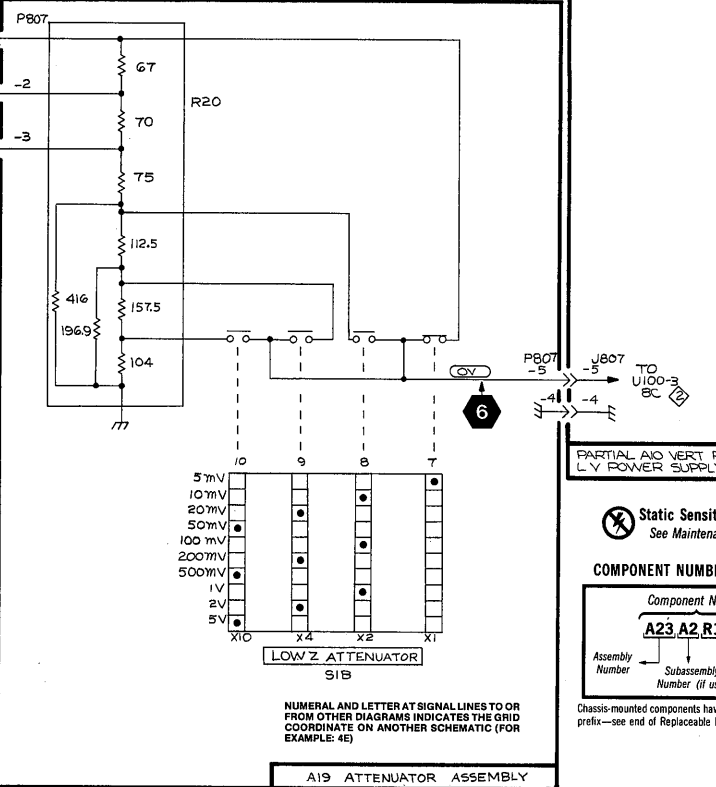 P807
67
-2
R20
70
-3
75
112.5
416
157.5
196.9
104
0V
6
P807
-5
J807
-5
TO
U100-3
8C
2
-4
-4
10
9
8
7
5mV
10mV
20mV
50mV
100 mV
200mV
500mV
1V
2V
5V
X10
X4
X2
X1
LOW Z ATTENUATOR
S1B
PARTIAL A10 VERT P
L V POWER SUPPLY
Static Sensit
See Maintena
COMPONENT NUMBE
Component N
A23 A2 R1
Assembly
Number
Subassembly
Number (if us
Chassis-mounted components hav
prefix—see end of Replaceable
NUMERAL AND LETTER AT SIGNAL LINES TO OR
FROM OTHER DIAGRAMS INDICATES THE GRID
COORDINATE ON ANOTHER SCHEMATIC (FOR
EXAMPLE: 4E)
A19 ATTENUATOR ASSEMBLY